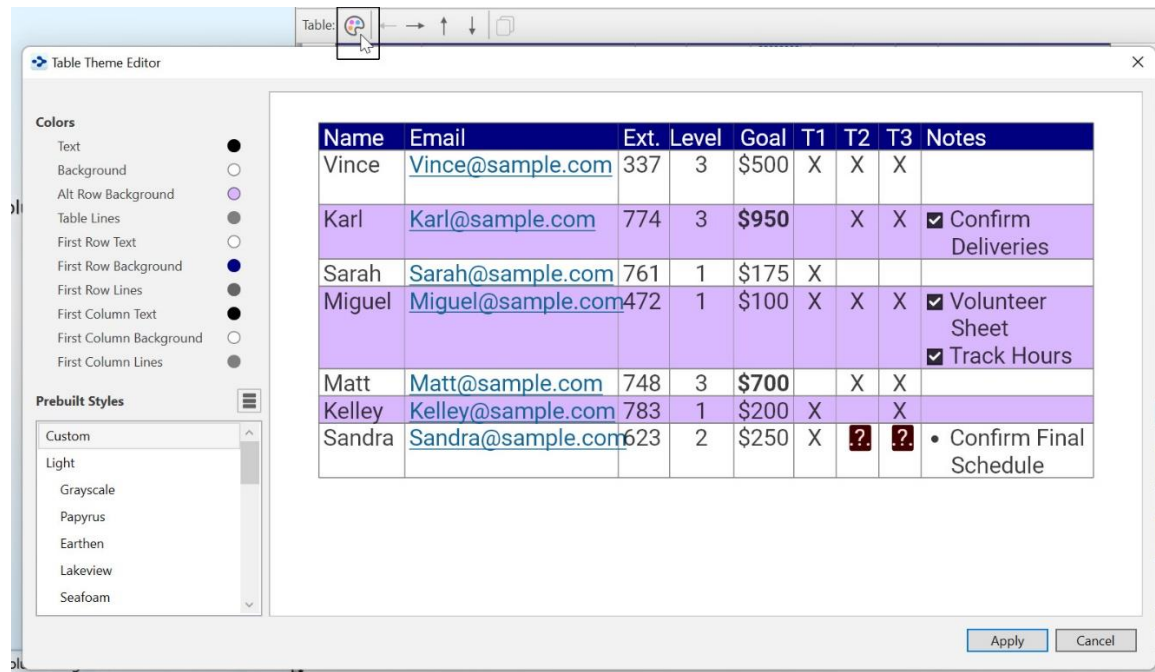 Table:
Table Theme Editor
Colors
Text
Background
Alt Row Background
Table Lines
First Row Text
First Row Background
First Row Lines
First Column Text
First Column Background
First Column Lines
Prebuilt Styles
Custom
Light
Grayscale
Papyrus
Earthen
Lakeview
Seafoam
Name Email Ext. Level Goal T1 T2 T3 Notes
Vince Vince@sample.com 337 3 $500 X X X
Karl Karl@sample.com 774 3 $950 X X Confirm
Deliveries
Sarah Sarah@sample.com 761 1 $175 X
Miguel Miguel@sample.com 472 1 $100 X X X Volunteer
Sheet
Track Hours
Matt Matt@sample.com 748 3 $700 X X
Kelley Kelley@sample.com 783 1 $200 X X
Sandra Sandra@sample.com 623 2 $250 X .?. .?. • Confirm Final
Schedule
Apply Cancel